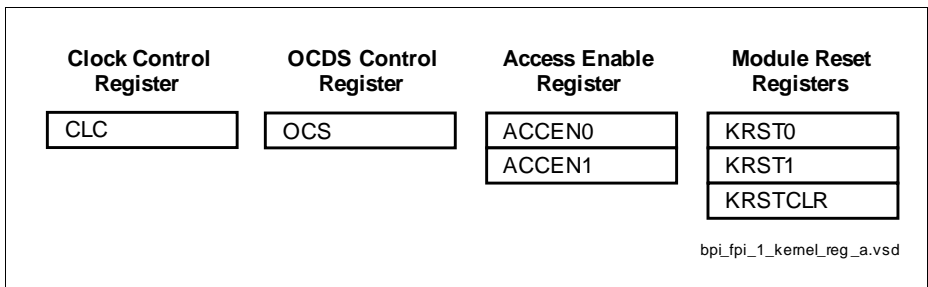 Clock Control
Register
CLC
OCDS Control
Register
OCS
Access Enable
Register
ACCEN0
ACCEN1
Module Reset
Registers
KRST0
KRST1
KRSTCLR
bpi_fpi_1_kernel_reg_a.vsd